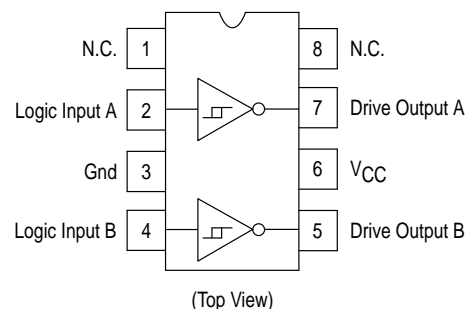 N.C. 1 8 N.C.
Logic Input A 2 7 Drive Output A
Gnd 3 6 VCC
Logic Input B 4 5 Drive Output B
(Top View)